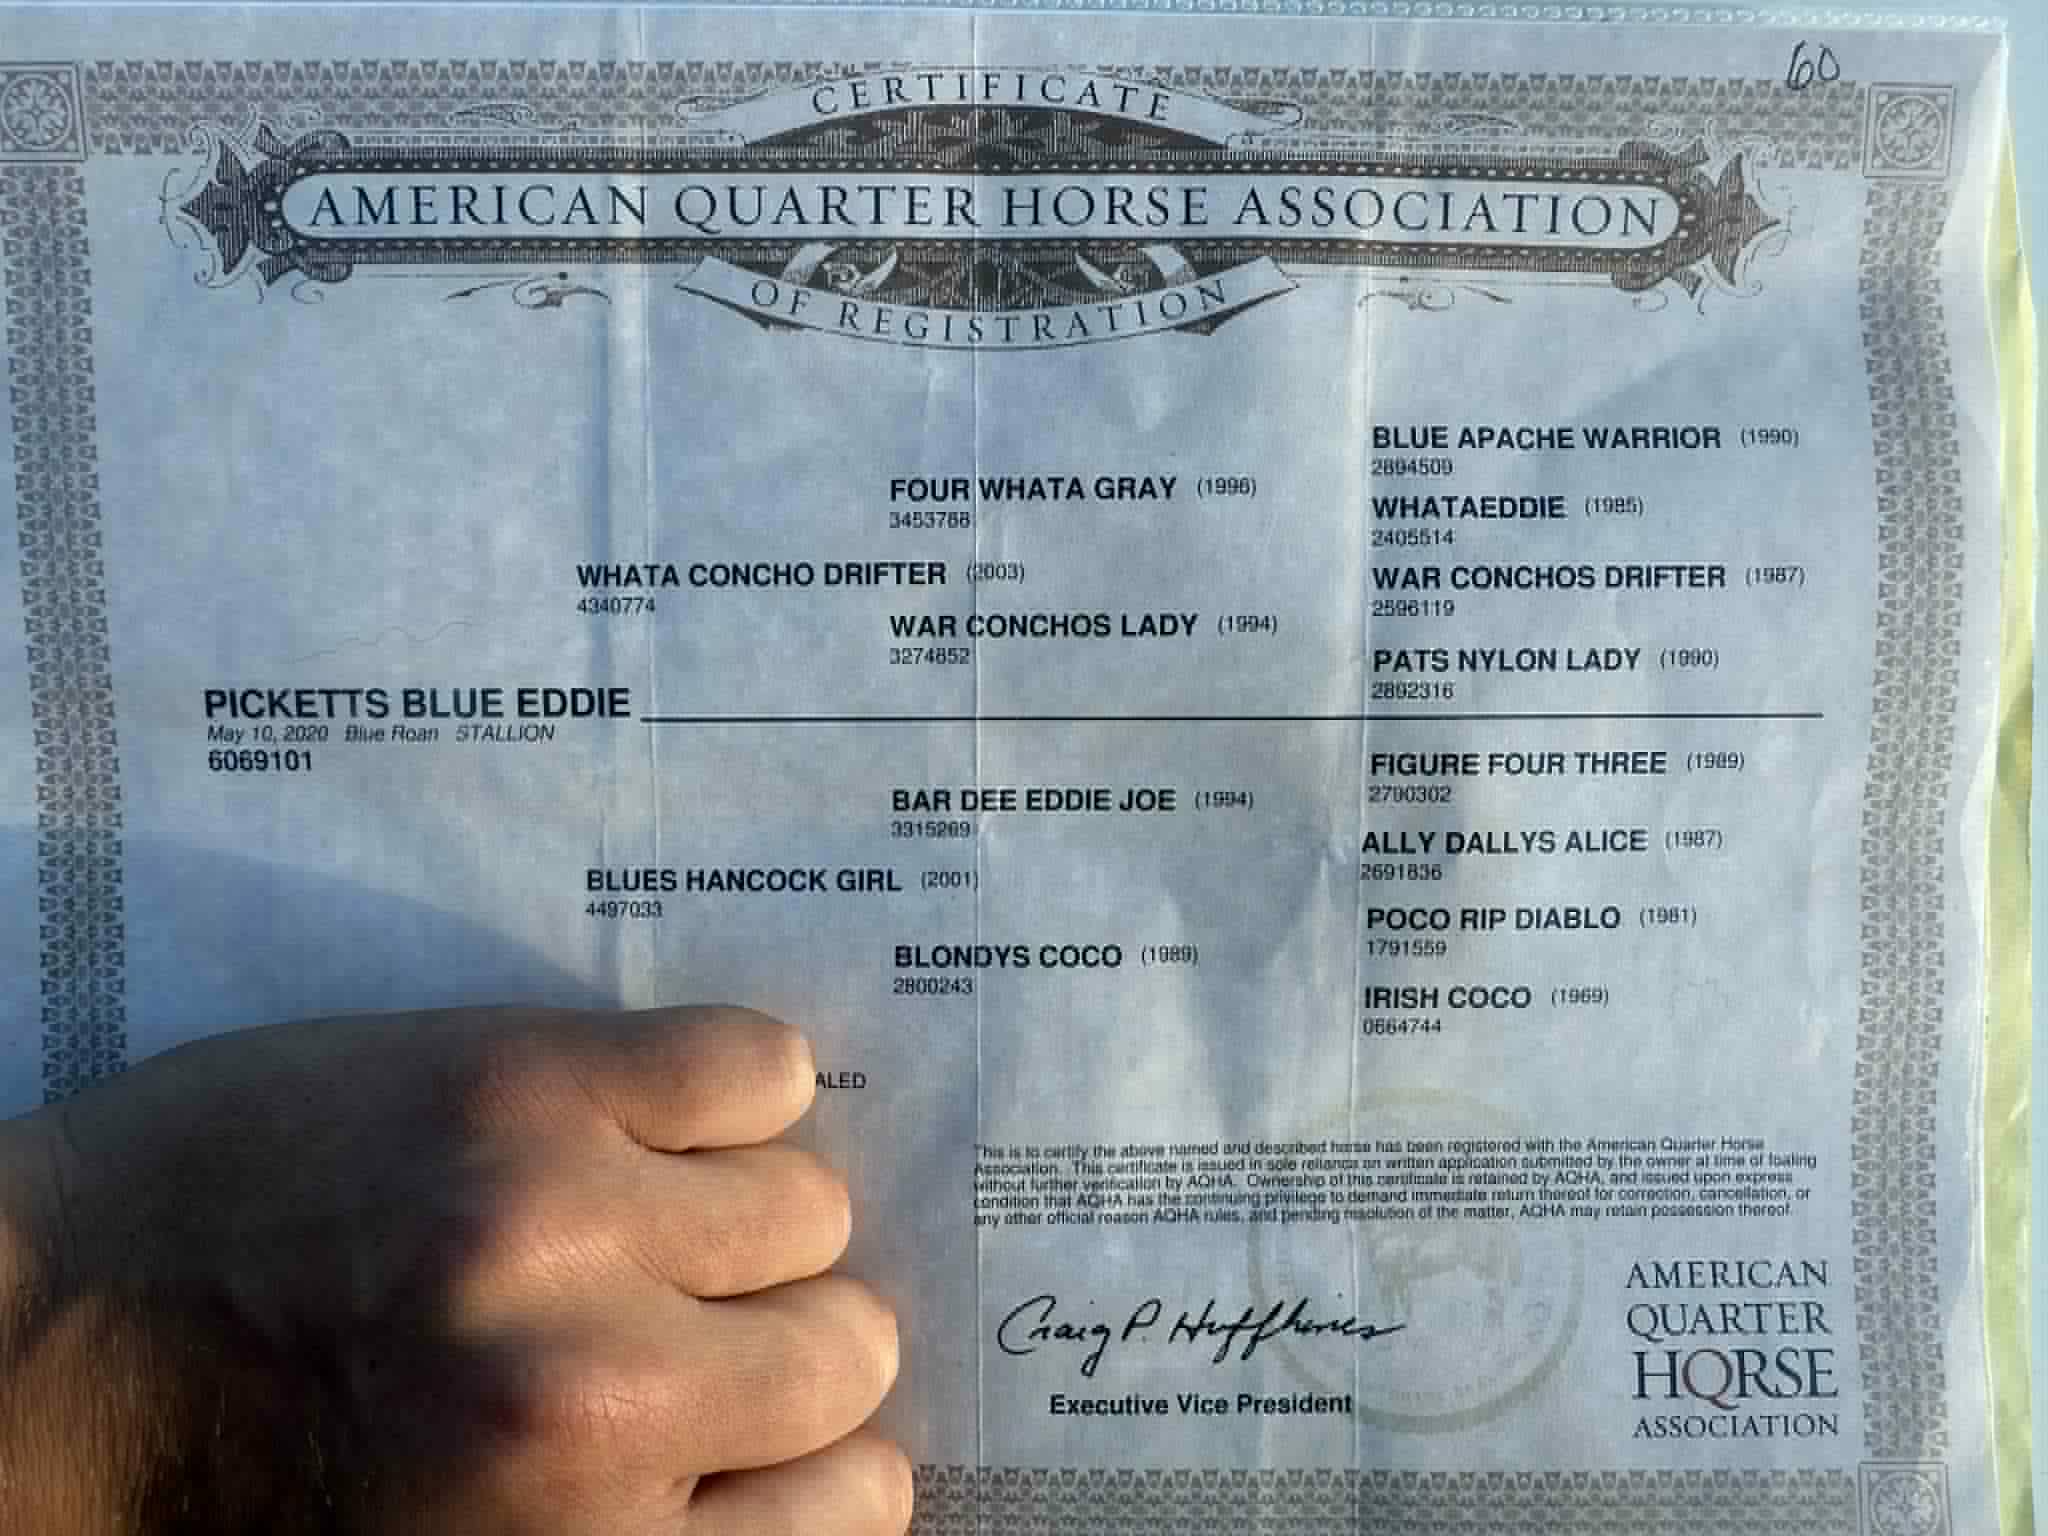 60
CERTIFICATE
AMERICAN QUARTER HORSE ASSOCIATION
OF REGISTRATION
BLUE APACHE WARRIOR (1990)
2894509
FOUR WHATA GRAY (1996)
3453768
WHATAEDDIE (1985)
2405514
WHATA CONCHO DRIFTER (2003)
4340774
WAR CONCHOS DRIFTER (1987)
2596119
WAR CONCHOS LADY (1994)
3274852
PATS NYLON LADY (1990)
2892316
PICKETTS BLUE EDDIE
May 10, 2020 Blue Roan STALLION
6069101
FIGURE FOUR THREE (1989)
2790302
BAR DEE EDDIE JOE (1994)
3315269
ALLY DALLYS ALICE (1987)
2691836
BLUES HANCOCK GIRL (2001)
4497033
POCO RIP DIABLO (1981)
1791559
BLONDYS COCO (1989)
2800243
IRISH COCO (1969)
0664744
ALED
This is to certify the above named and described horse has been registered with the American Quarter Horse
Association. This certificate is issued in sole reliance on written application submitted by the owner at time of foaling
without further verification by AQHA. Ownership of this certificate is retained by AQHA, and issued upon express
condition that AQHA has the continuing privilege to demand immediate return thereof for correction, cancellation, or
any other official reason AQHA rules, and pending resolution of the matter, AQHA may retain possession thereof.
Craig P. Huffhines
Executive Vice President
AMERICAN
QUARTER
HORSE
ASSOCIATION